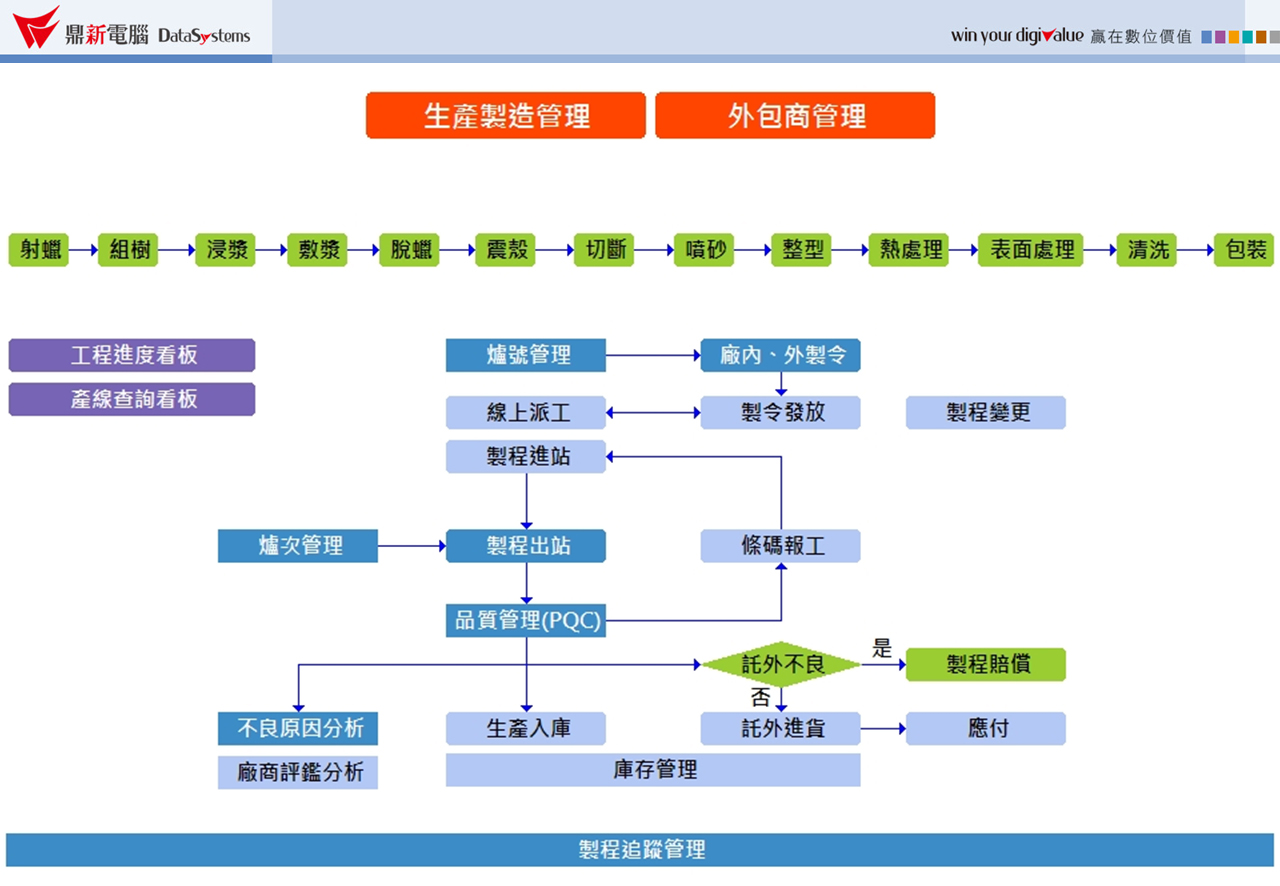 鼎新電腦 DataSystems
win your digivalue 贏在數位價值
生產製造管理
外包商管理
射蠟
組樹
浸漿
敷漿
脫蠟
震殼
切斷
噴砂
整型
熱處理
表面處理
清洗
包裝
工程進度看板
產線查詢看板
爐號管理
廠內、外製令
線上派工
製令發放
製程變更
製程進站
爐次管理
製程出站
條碼報工
品質管理(PQC)
託外不良
是
製程賠償
否
不良原因分析
生產入庫
託外進貨
應付
廠商評鑑分析
庫存管理
製程追蹤管理